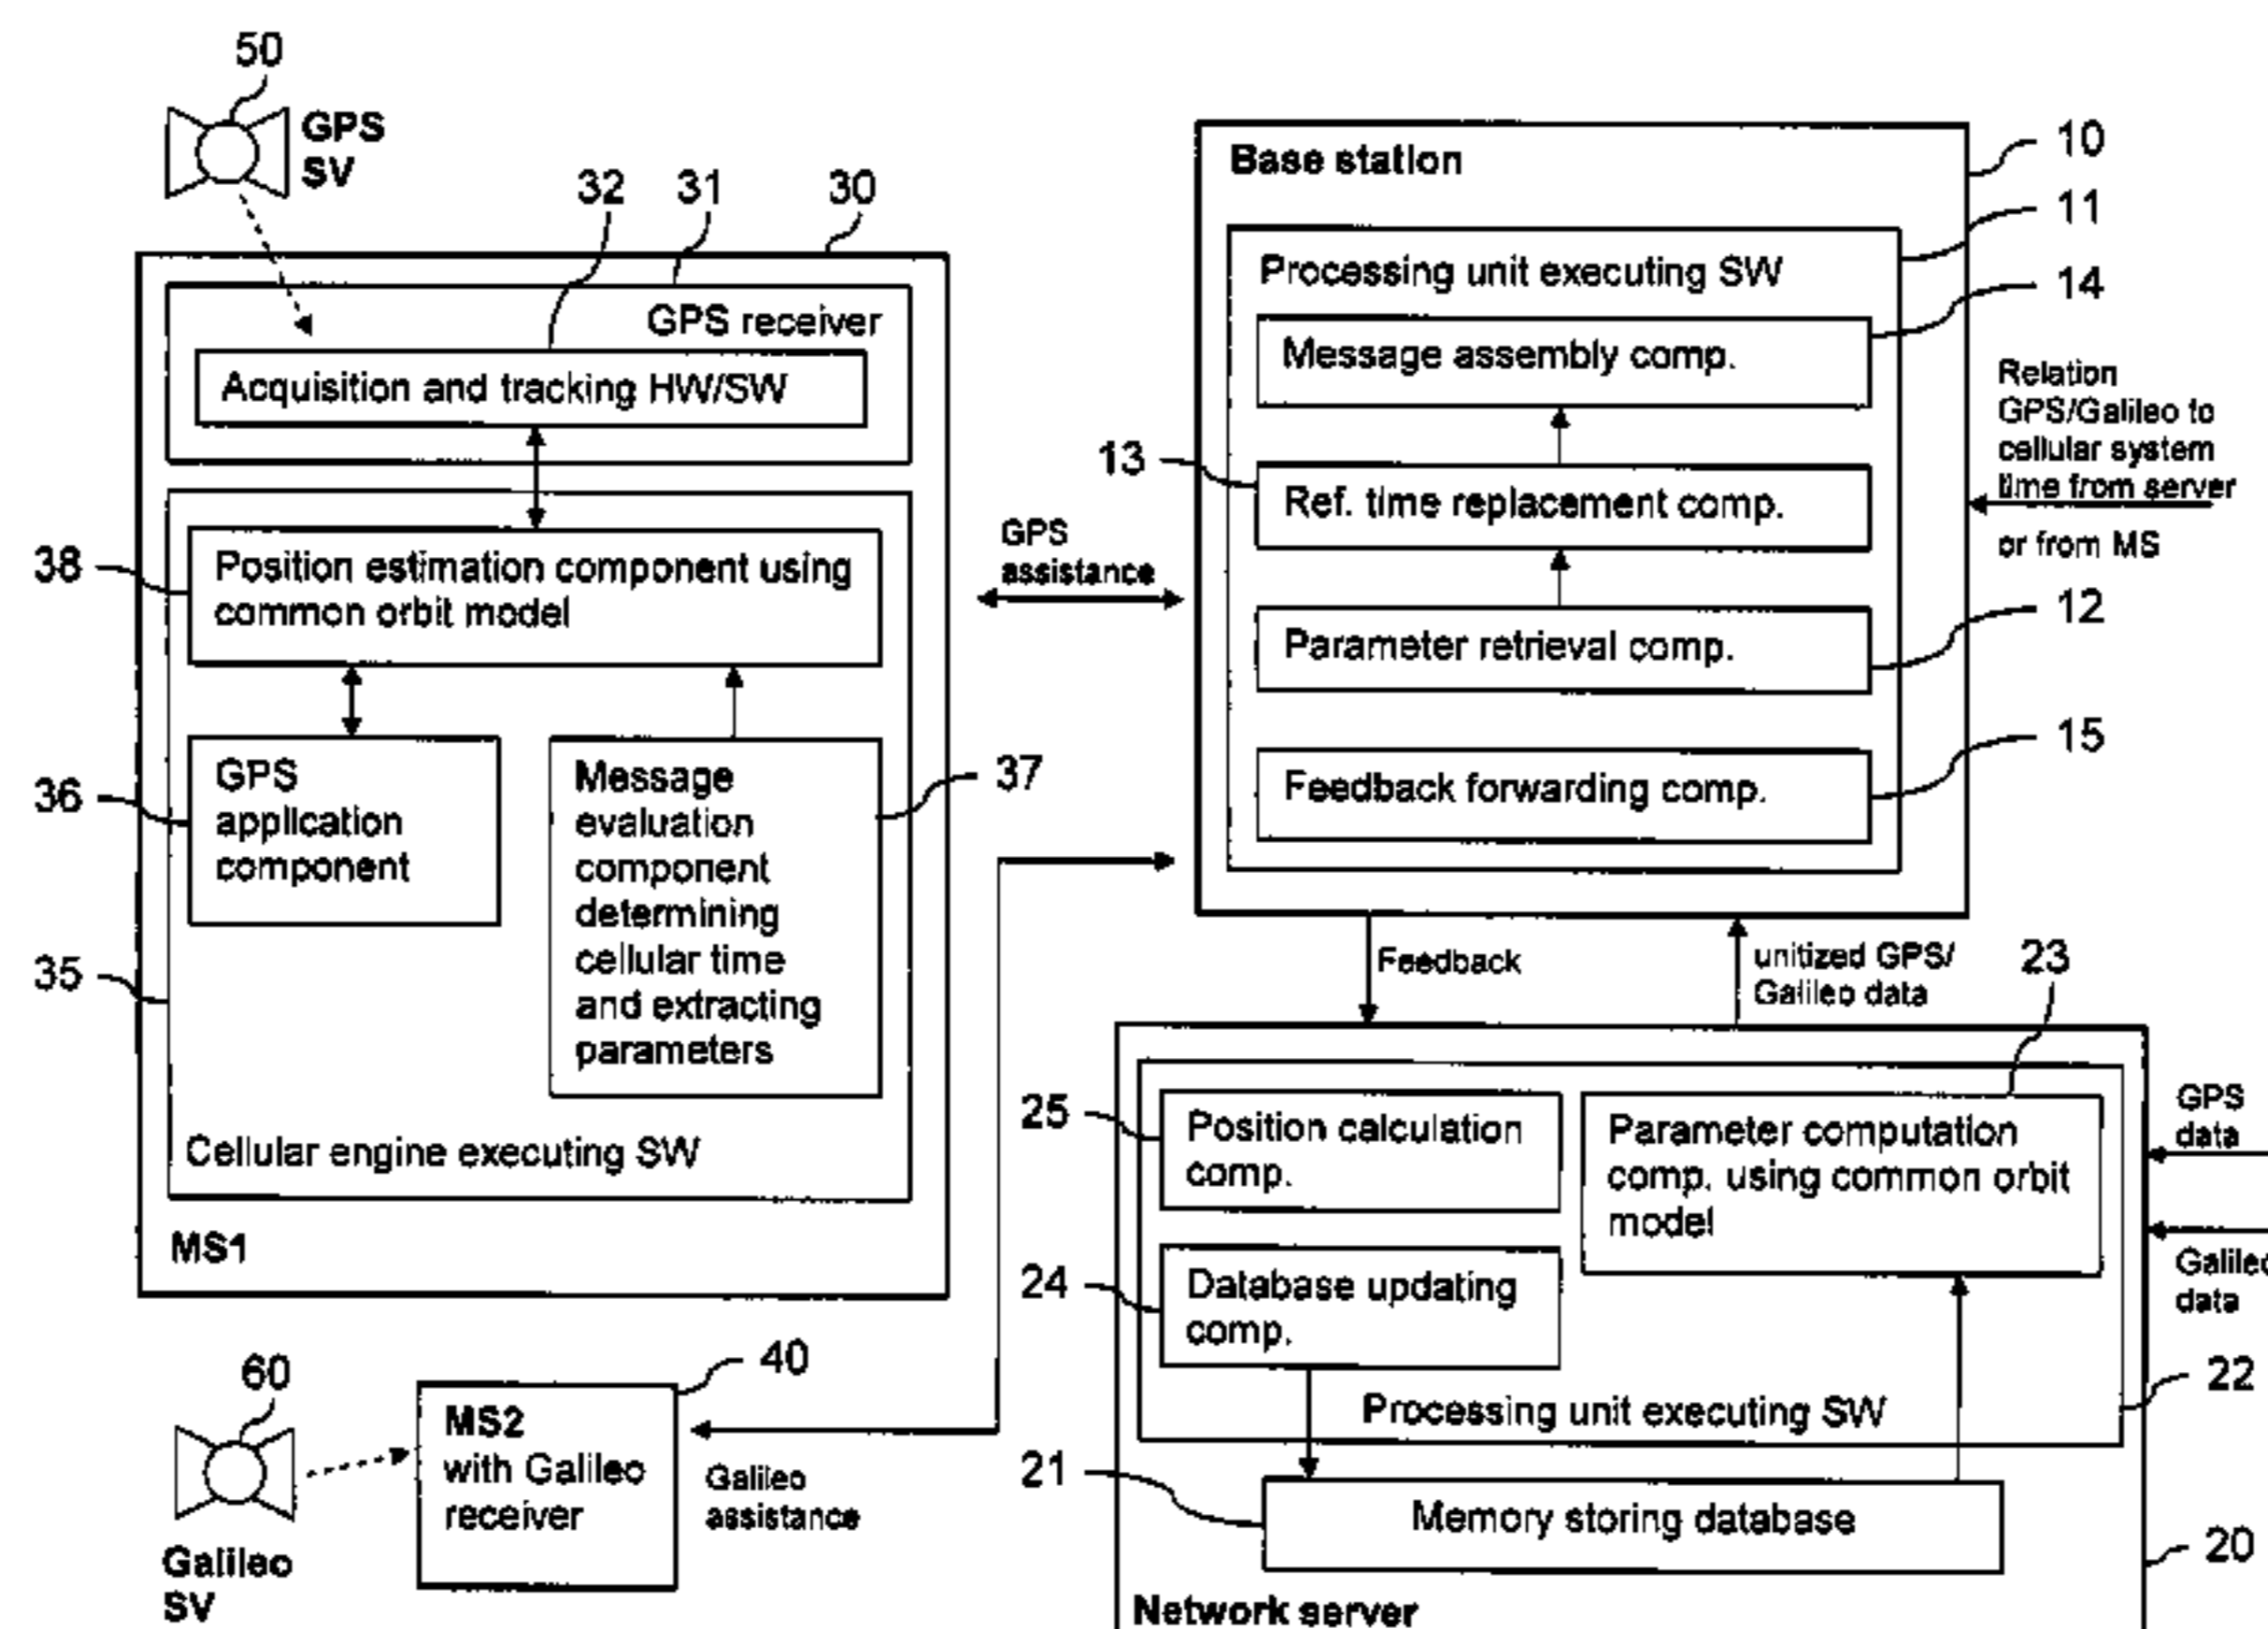 50
GPS
SV
32
31
30
GPS receiver
Acquisition and tracking HW/SW
38
Position estimation component using
common orbit model
36
GPS
application
component
37
Message
evaluation
component
determining
cellular time
and extracting
parameters
35
Cellular engine executing SW
MS1
60
Galileo
SV
40
MS2
with Galileo
receiver
Galileo
assistance
GPS
assistance
Base station
10
11
Processing unit executing SW
14
Message assembly comp.
13
Ref. time replacement comp.
12
Parameter retrieval comp.
15
Feedback forwarding comp.
Relation
GPS/Galileo to
cellular system
time from server
or from MS
Feedback
unitized GPS/
Galileo data
23
25
Position calculation
comp.
Parameter computation
comp. using common orbit
model
GPS
data
24
Database updating
comp.
Galileo
data
22
Processing unit executing SW
21
Memory storing database
20
Network server